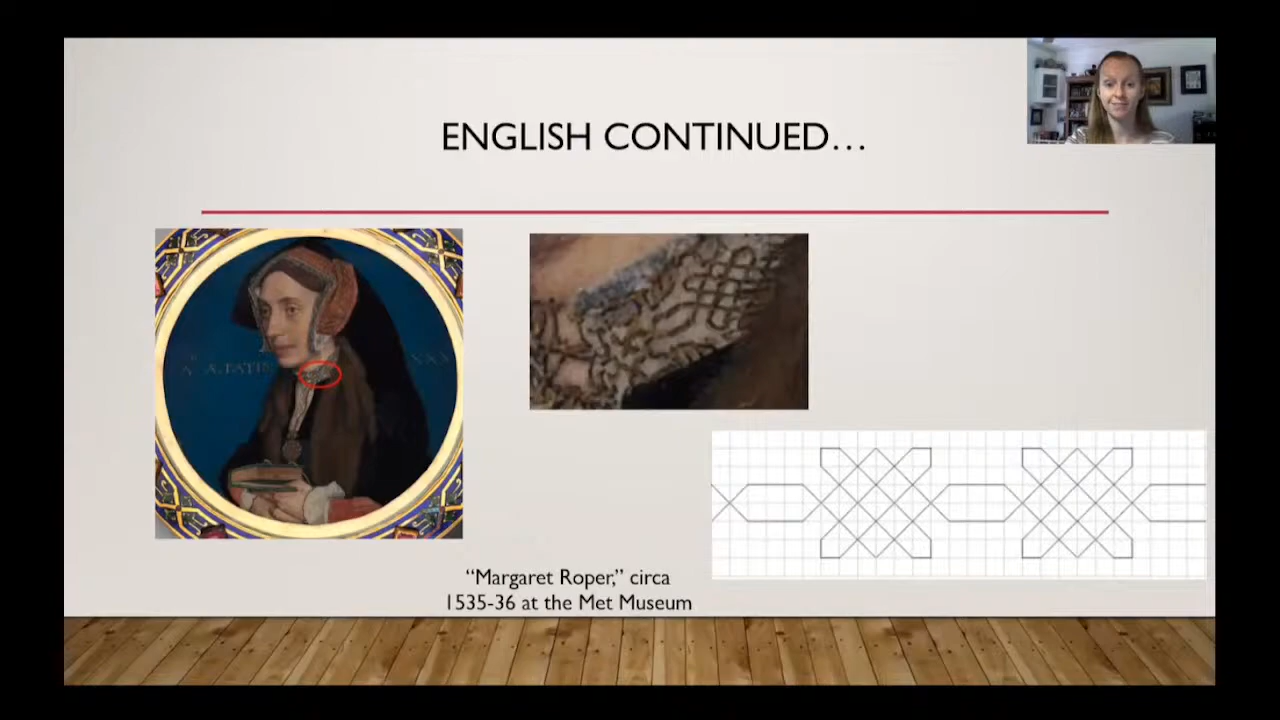 ENGLISH CONTINUED...
“Margaret Roper,” circa
1535-36 at the Met Museum